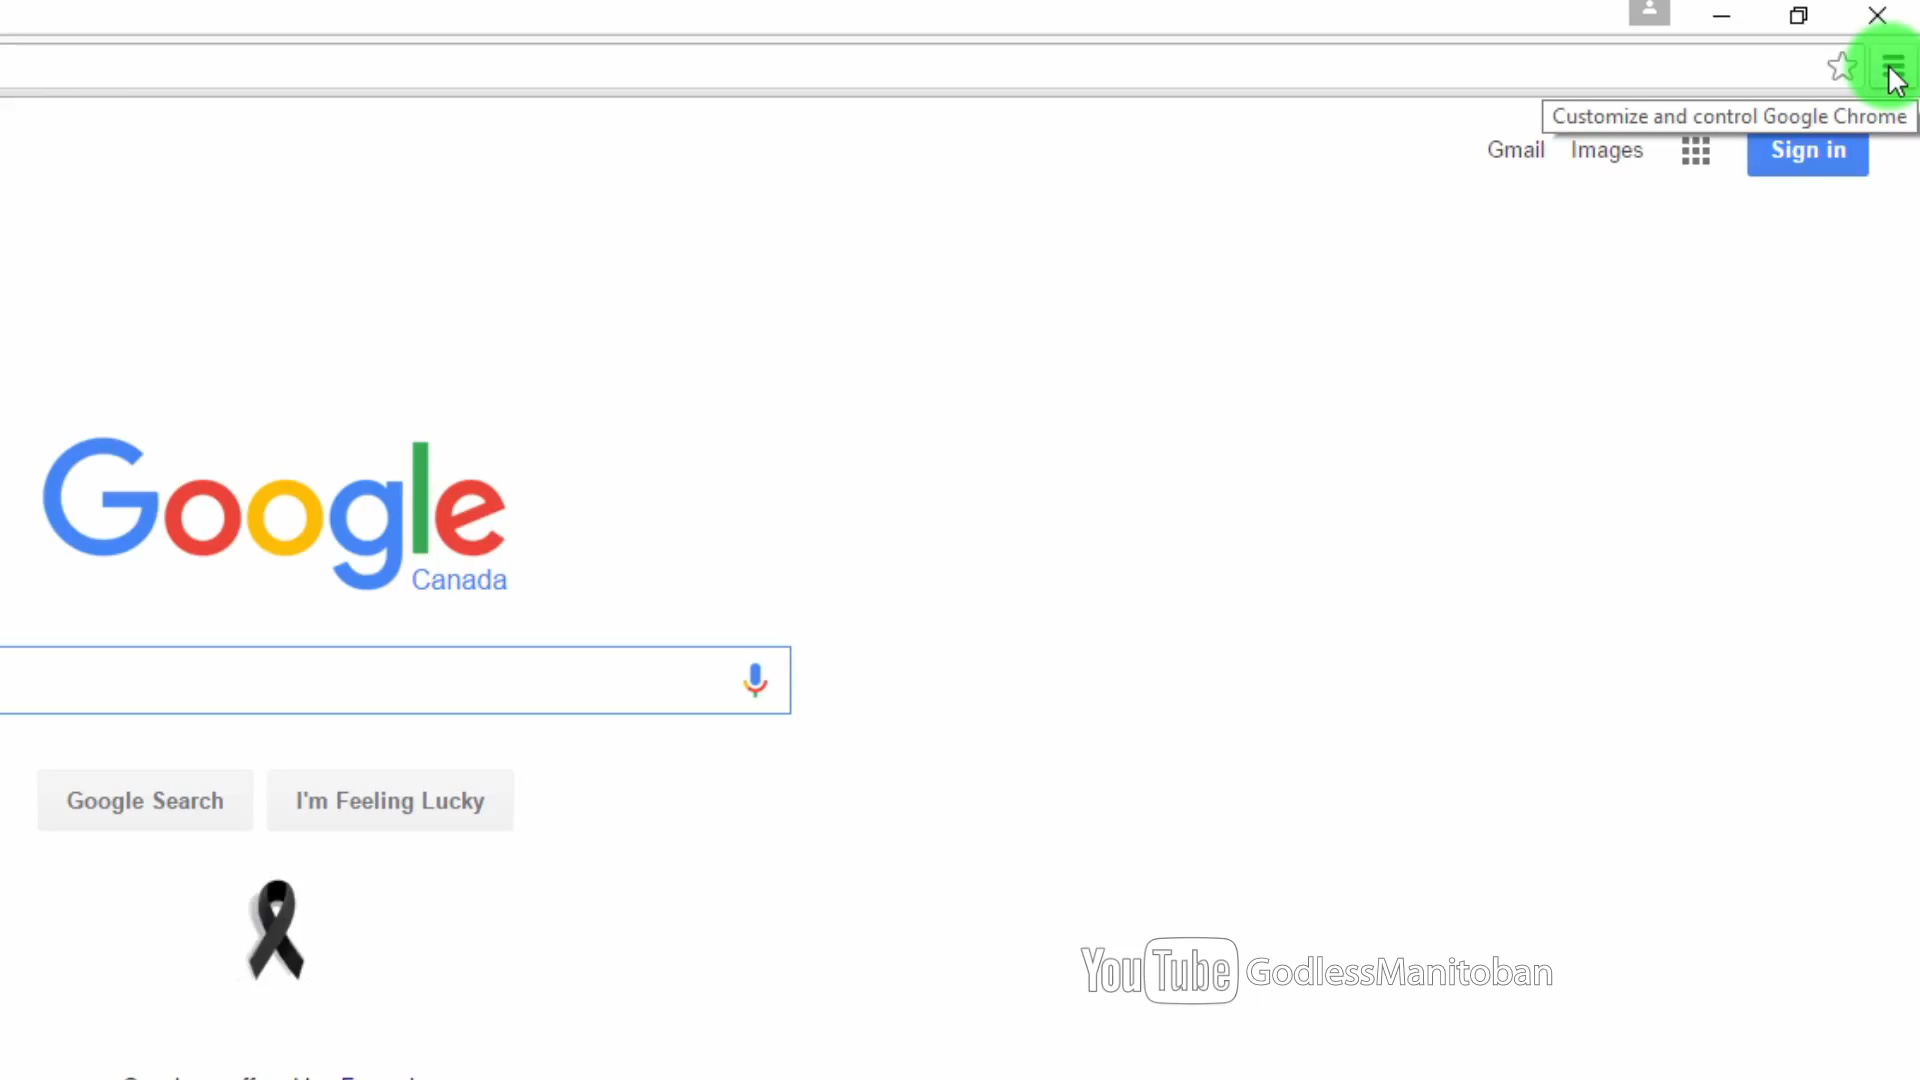 Customize and control Google Chrome
Gmail Images Sign in
Google
Canada
Google Search I'm Feeling Lucky
YouTube GodlessManitoban